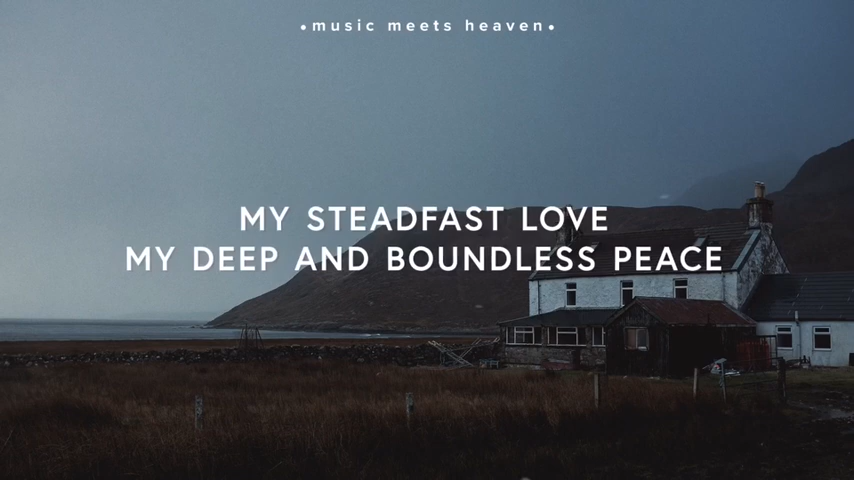 •music meets heaven•
MY STEADFAST LOVE
MY DEEP AND BOUNDLESS PEACE